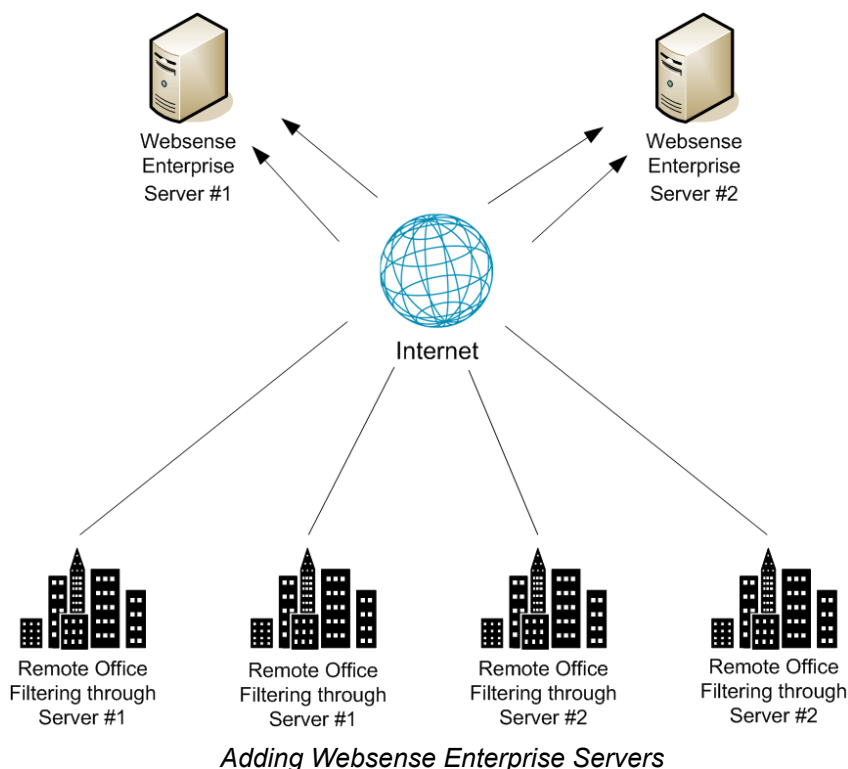 Websense
Enterprise
Server #1
Websense
Enterprise
Server #2
Internet
Remote Office
Filtering through
Server #1
Remote Office
Filtering through
Server #1
Remote Office
Filtering through
Server #2
Remote Office
Filtering through
Server #2
Adding Websense Enterprise Servers